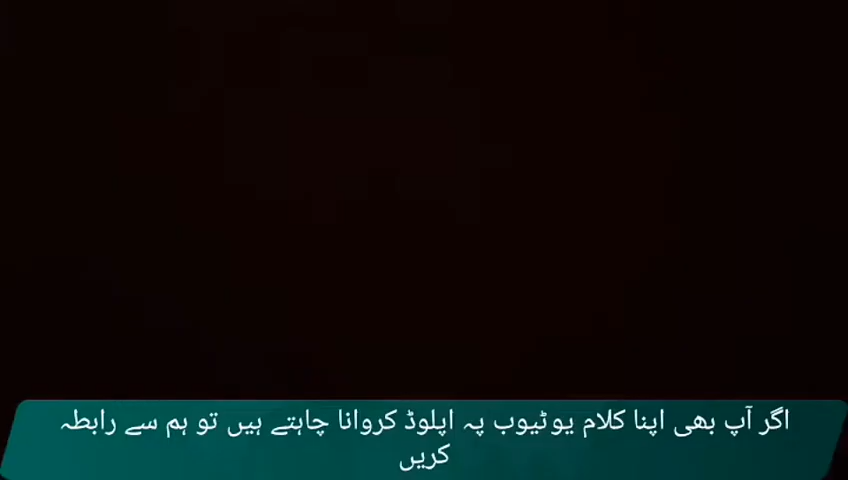 اگر آپ بھی اپنا کلام یوٹیوب پہ اپلوڈ کروانا چاہتے ہیں تو ہم سے رابطہ
کریں